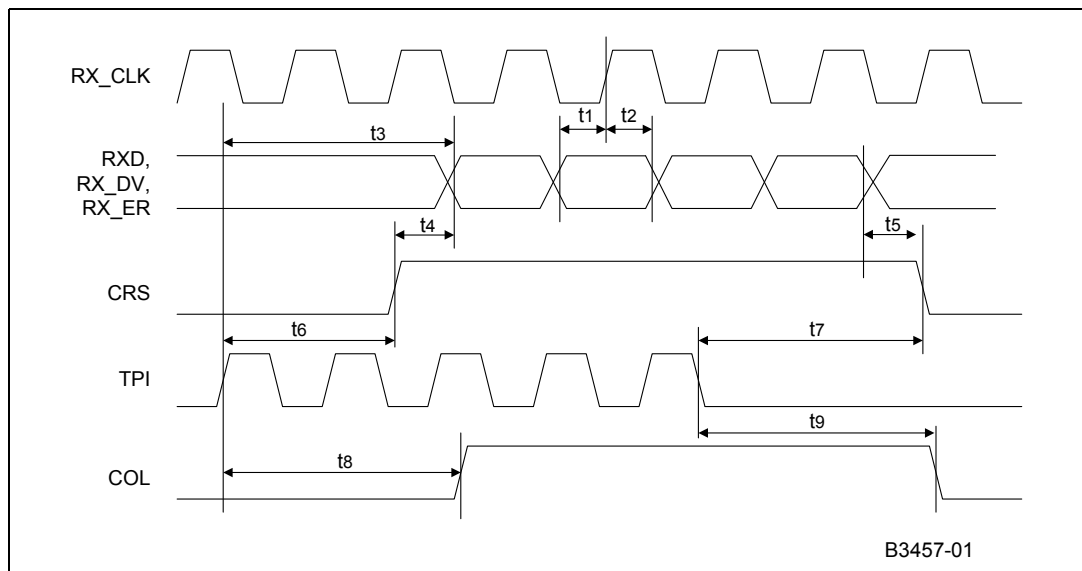 RX_CLK
t1
t2
t3
RXD,
RX_DV,
RX_ER
t4
t5
CRS
t6
t7
TPI
t9
t8
COL
B3457-01